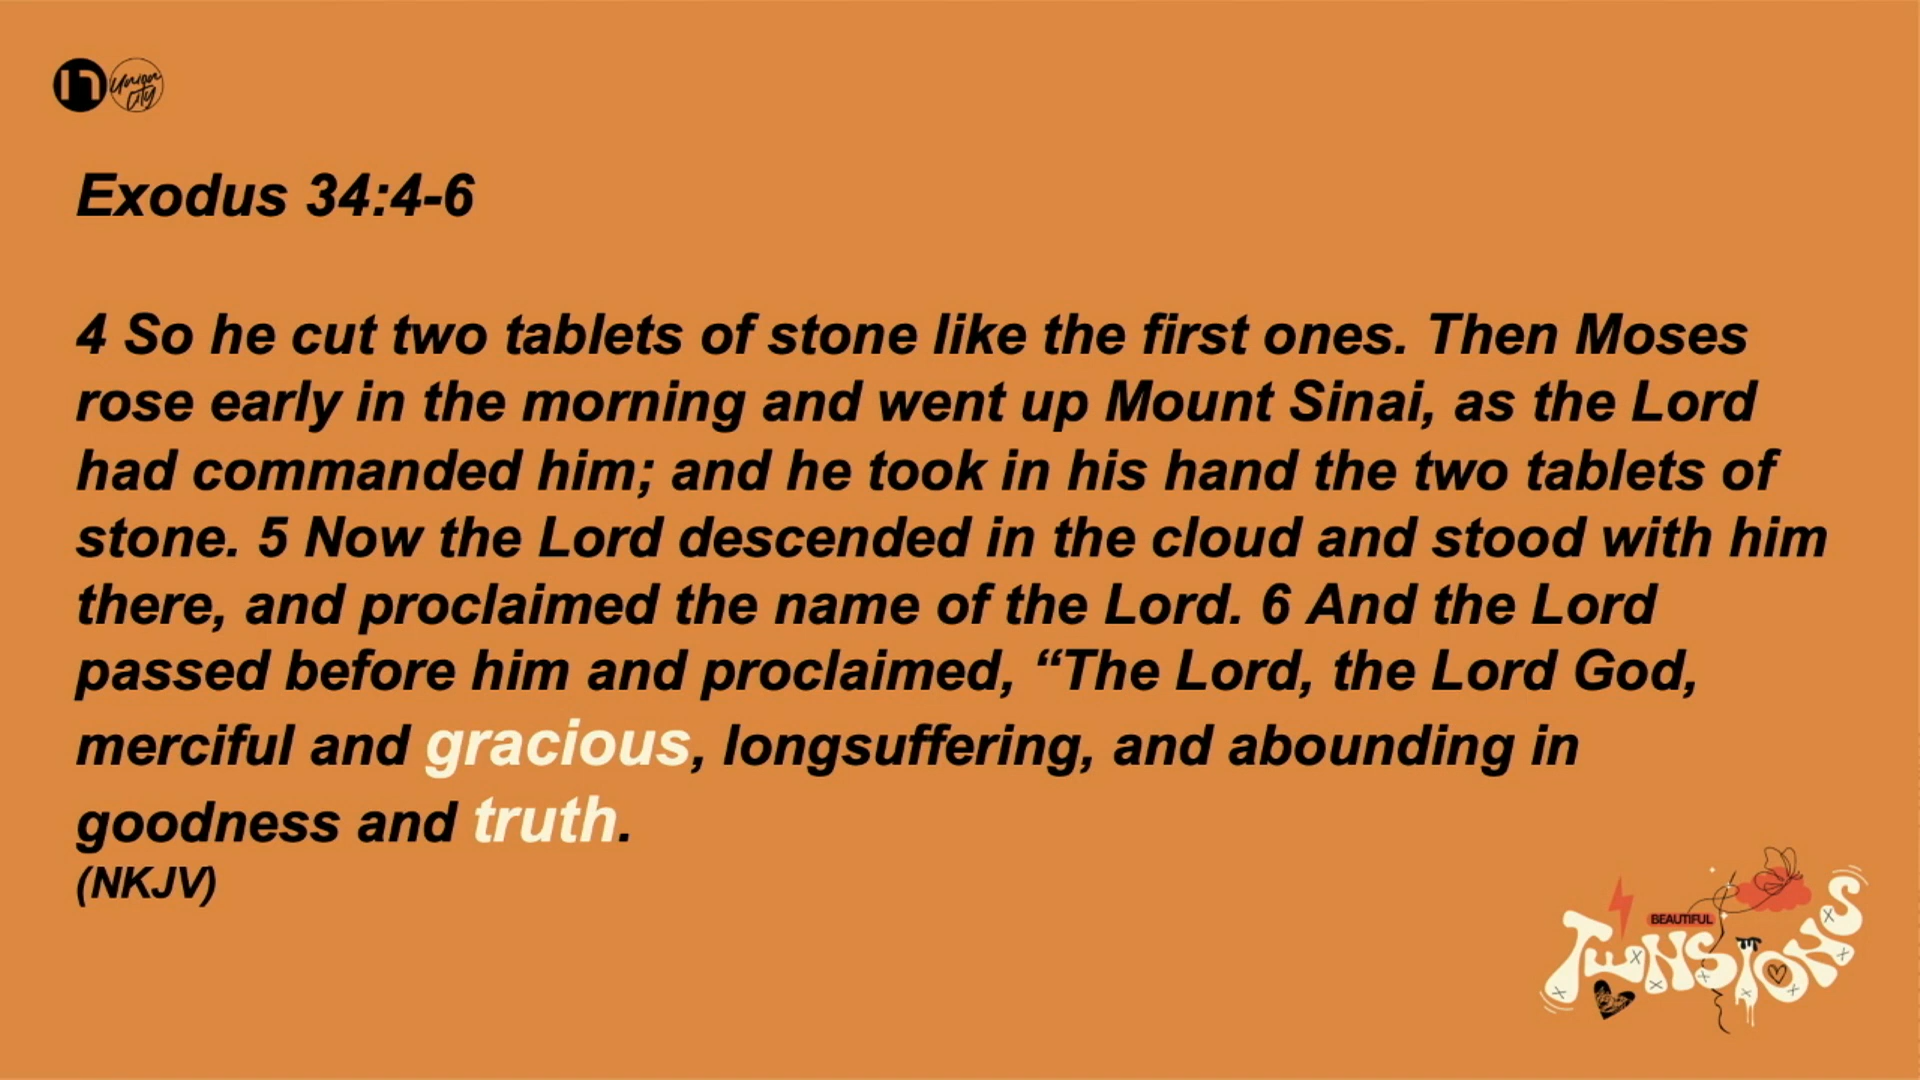 Union
City
Exodus 34:4-6
4 So he cut two tablets of stone like the first ones. Then Moses
rose early in the morning and went up Mount Sinai, as the Lord
had commanded him; and he took in his hand the two tablets of
stone. 5 Now the Lord descended in the cloud and stood with him
there, and proclaimed the name of the Lord. 6 And the Lord
passed before him and proclaimed, “The Lord, the Lord God,
merciful and gracious, longsuffering, and abounding in
goodness and truth.
(NKJV)
BEAUTIFUL
TENSIONS